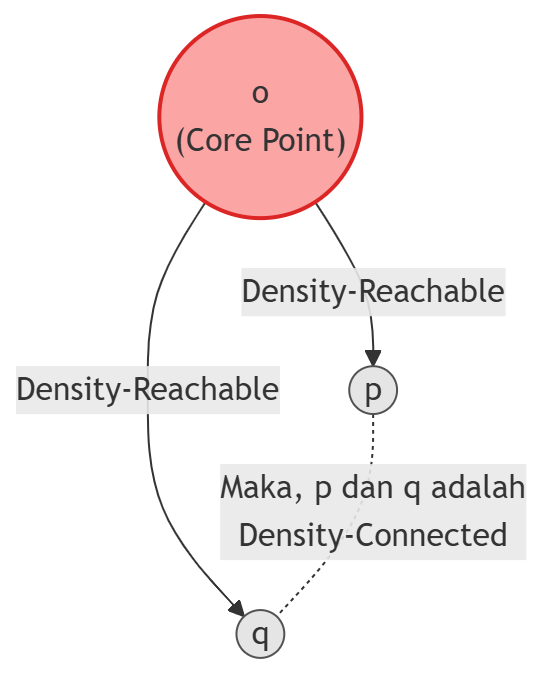 o
(Core Point)
Density-Reachable
Density-Reachable
p
Maka, p dan q adalah
Density-Connected
q